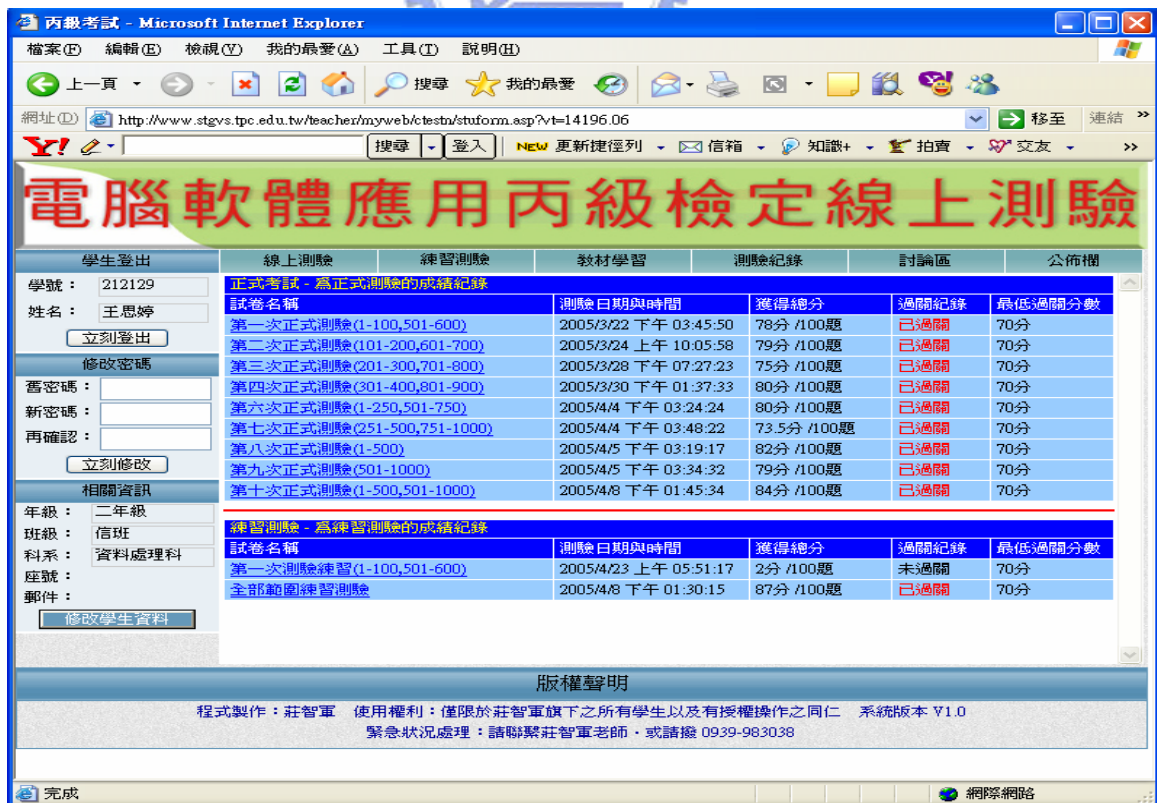 丙級考試 - Microsoft Internet Explorer
檔案(F) 編輯(E) 檢視(V) 我的最愛(A) 工具(T) 說明(H)
上一頁 搜尋 我的最愛
網址(D) http://www.stgvs.tpc.edu.tw/teacher/myweb/ctestn/stuform.asp?vt=14196.06 移至 連結 »
Y! 搜尋 登入 NEW 更新捷徑列 信箱 知識+ 拍賣 交友 »
電腦軟體應用丙級檢定線上測驗
學生登出 線上測驗 練習測驗 教材學習 測驗紀錄 討論區 公佈欄
學號： 212129
姓名： 王思婷
立刻登出
修改密碼
舊密碼：
新密碼：
再確認：
立刻修改
相關資訊
年級： 二年級
班級： 信班
科系： 資料處理科
座號：
郵件：
修改學生資料
正式考試 - 為正式測驗的成績紀錄
試卷名稱 測驗日期與時間 獲得總分 過關紀錄 最低過關分數
第一次正式測驗(1-100,501-600) 2005/3/22 下午 03:45:50 78分 /100題 已過關 70分
第二次正式測驗(101-200,601-700) 2005/3/24 上午 10:05:58 79分 /100題 已過關 70分
第三次正式測驗(201-300,701-800) 2005/3/28 下午 07:27:23 75分 /100題 已過關 70分
第四次正式測驗(301-400,801-900) 2005/3/30 下午 01:37:33 80分 /100題 已過關 70分
第六次正式測驗(1-250,501-750) 2005/4/4 下午 03:24:24 80分 /100題 已過關 70分
第七次正式測驗(251-500,751-1000) 2005/4/4 下午 03:48:22 73.5分 /100題 已過關 70分
第八次正式測驗(1-500) 2005/4/5 下午 03:19:17 82分 /100題 已過關 70分
第九次正式測驗(501-1000) 2005/4/5 下午 03:34:32 79分 /100題 已過關 70分
第十次正式測驗(1-500,501-1000) 2005/4/8 下午 01:45:34 84分 /100題 已過關 70分
練習測驗 - 為練習測驗的成績紀錄
試卷名稱 測驗日期與時間 獲得總分 過關紀錄 最低過關分數
第一次測驗練習(1-100,501-600) 2005/4/23 上午 05:51:17 2分 /100題 未過關 70分
全部範圍練習測驗 2005/4/8 下午 01:30:15 87分 /100題 已過關 70分
版權聲明
程式製作：莊智軍 使用權利：僅限於莊智軍旗下之所有學生以及有授權操作之同仁 系統版本 V1.0
緊急狀況處理：請聯繫莊智軍老師．或請撥 0939-983038
完成 網際網路